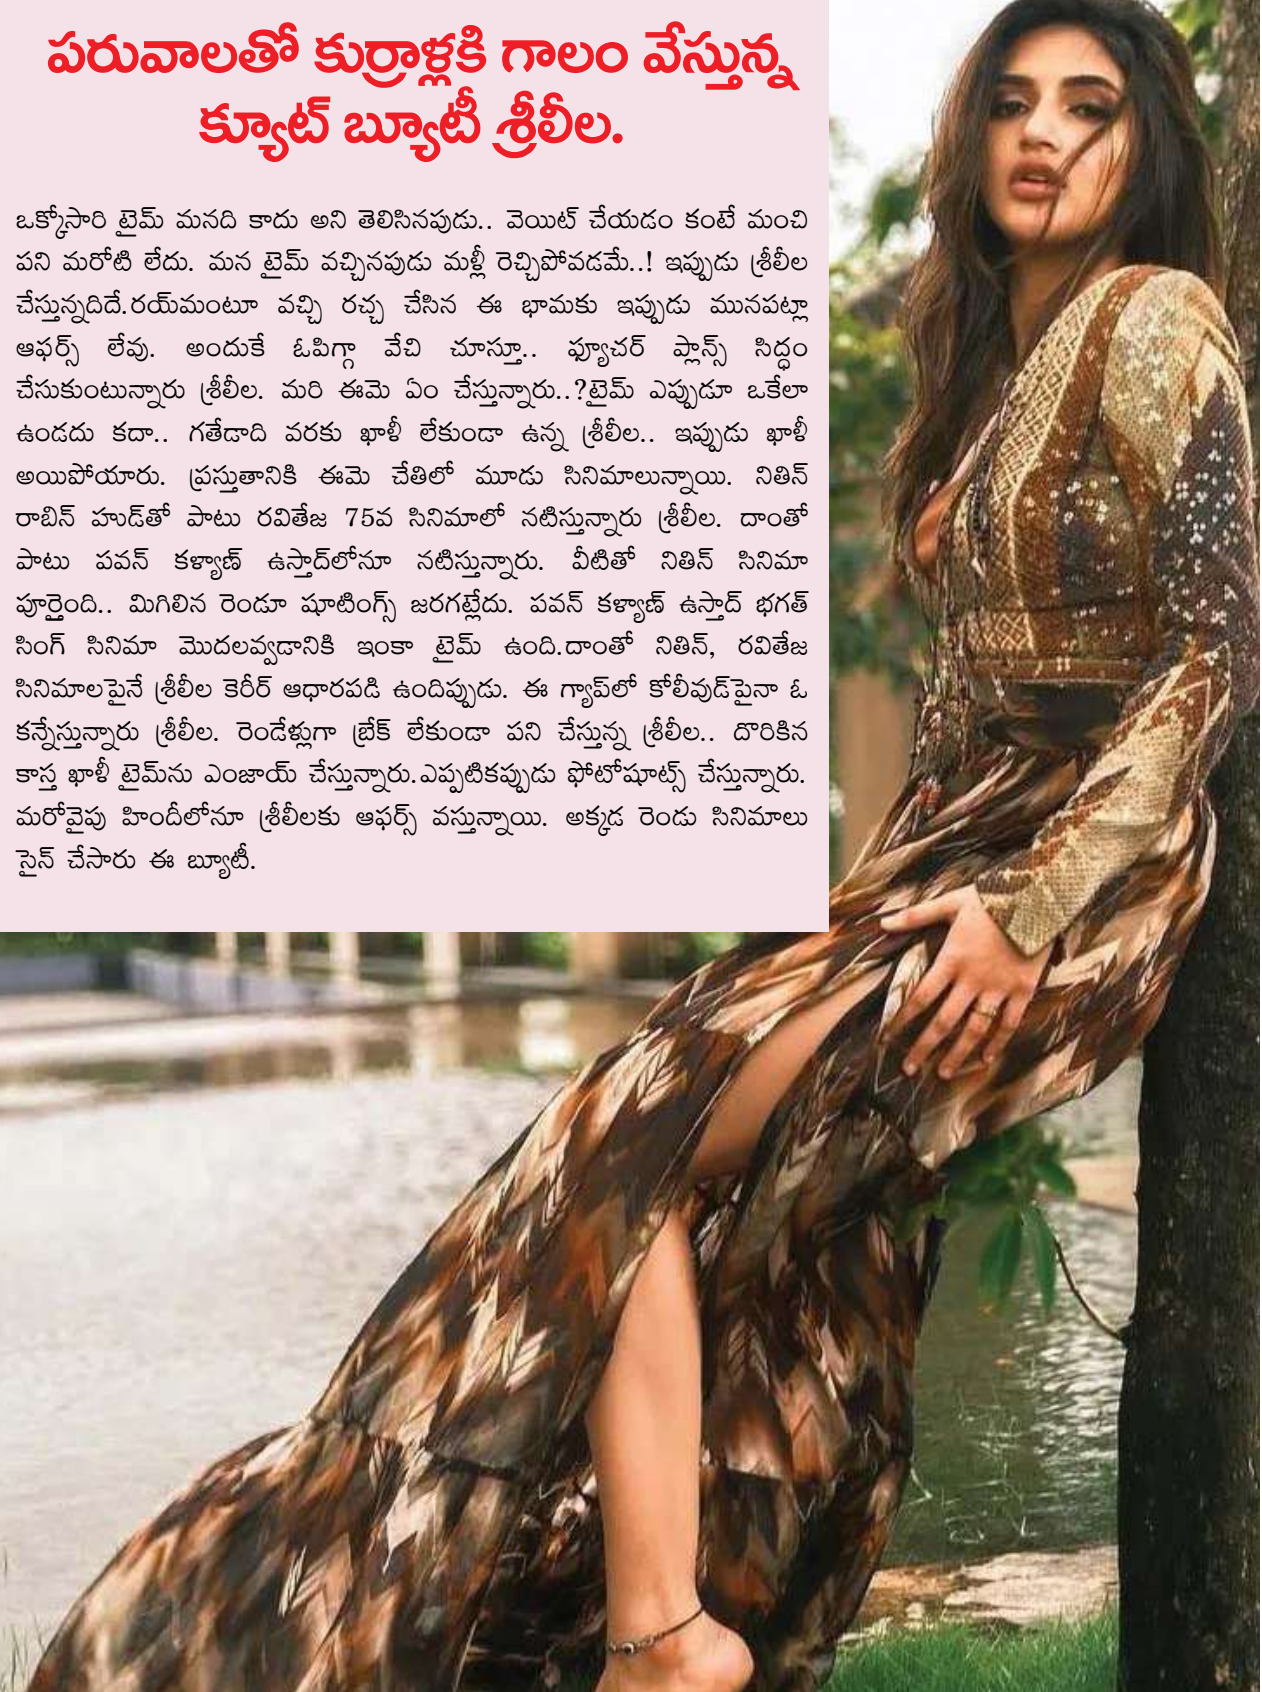 పరువాలతో కుర్రాళ్లకి గాలం వేస్తున్న
క్యూట్ బ్యూటీ శ్రీలీల.
ఒక్కోసారి టైమ్ మనది కాదు అని తెలిసినపుడు.. వెయిట్ చేయడం కంటే మంచి
పని మరోటి లేదు. మన టైమ్ వచ్చినపుడు మళ్లీ రెచ్చిపోవడమే..! ఇప్పుడు శ్రీలీల
చేస్తున్నదిదే.రయ్‌మంటూ వచ్చి రచ్చ చేసిన ఈ భామకు ఇప్పుడు మునపట్లా
ఆఫర్స్ లేవు. అందుకే ఓపిగ్గా వేచి చూస్తూ.. ఫ్యూచర్ ప్లాన్స్ సిద్ధం
చేసుకుంటున్నారు శ్రీలీల. మరి ఈమె ఏం చేస్తున్నారు..?టైమ్ ఎప్పుడూ ఒకేలా
ఉండదు కదా.. గతేడాది వరకు ఖాళీ లేకుండా ఉన్న శ్రీలీల.. ఇప్పుడు ఖాళీ
అయిపోయారు. ప్రస్తుతానికి ఈమె చేతిలో మూడు సినిమాలున్నాయి. నితిన్
రాబిన్ హుడ్‌తో పాటు రవితేజ 75వ సినిమాలో నటిస్తున్నారు శ్రీలీల. దాంతో
పాటు పవన్ కళ్యాణ్ ఉస్తాద్‌లోనూ నటిస్తున్నారు. వీటితో నితిన్ సినిమా
పూర్తైంది.. మిగిలిన రెండూ షూటింగ్స్ జరగట్లేదు. పవన్ కళ్యాణ్ ఉస్తాద్ భగత్
సింగ్ సినిమా మొదలవ్వడానికి ఇంకా టైమ్ ఉంది.దాంతో నితిన్, రవితేజ
సినిమాలపైనే శ్రీలీల కెరీర్ ఆధారపడి ఉందిప్పుడు. ఈ గ్యాప్‌లో కోలీవుడ్‌పైనా ఓ
కన్నేస్తున్నారు శ్రీలీల. రెండేళ్లుగా బ్రేక్ లేకుండా పని చేస్తున్న శ్రీలీల.. దొరికిన
కాస్త ఖాళీ టైమ్‌ను ఎంజాయ్ చేస్తున్నారు.ఎప్పటికప్పుడు ఫోటోషూట్స్ చేస్తున్నారు.
మరోవైపు హిందీలోనూ శ్రీలీలకు ఆఫర్స్ వస్తున్నాయి. అక్కడ రెండు సినిమాలు
సైన్ చేసారు ఈ బ్యూటీ.